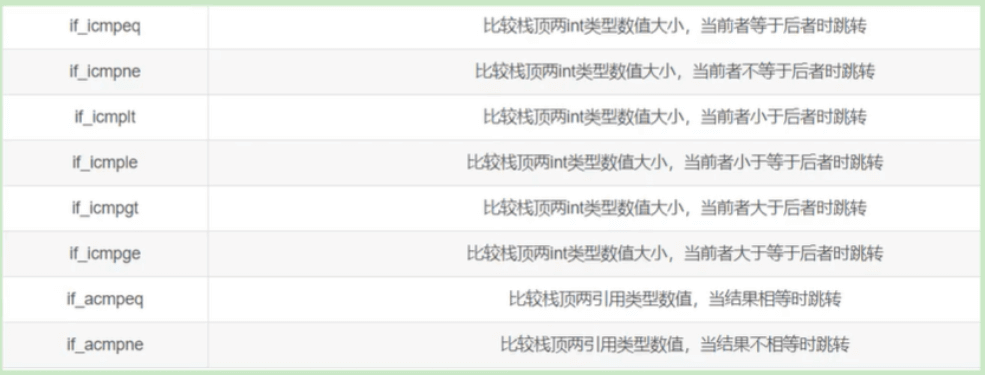 if_icmpeq 比较栈顶两int类型数值大小，当前者等于后者时跳转
if_icmpne 比较栈顶两int类型数值大小，当前者不等于后者时跳转
if_icmplt 比较栈顶两int类型数值大小，当前者小于后者时跳转
if_icmple 比较栈顶两int类型数值大小，当前者小于等于后者时跳转
if_icmpgt 比较栈顶两int类型数值大小，当前者大于后者时跳转
if_icmpge 比较栈顶两int类型数值大小，当前者大于等于后者时跳转
if_acmpeq 比较栈顶两引用类型数值，当结果相等时跳转
if_acmpne 比较栈顶两引用类型数值，当结果不相等时跳转